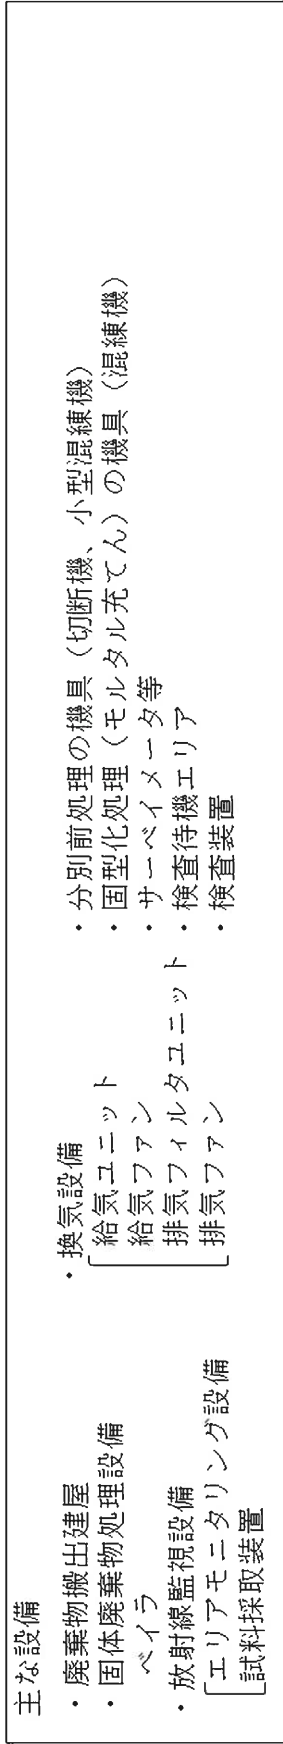 主な設備
・廃棄物搬出建屋
・固体廃棄物処理設備
ベイラ
・放射線監視設備
エリアモニタリング設備
試料採取装置
・換気設備
給気ユニット
給気ファン
排気フィルタユニット
排気ファン
・分別前処理の機具（切断機、小型混練機）
・固型化処理（モルタル充てん）の機具（混練機）
・サーベイメータ等
・検査待機エリア
・検査装置